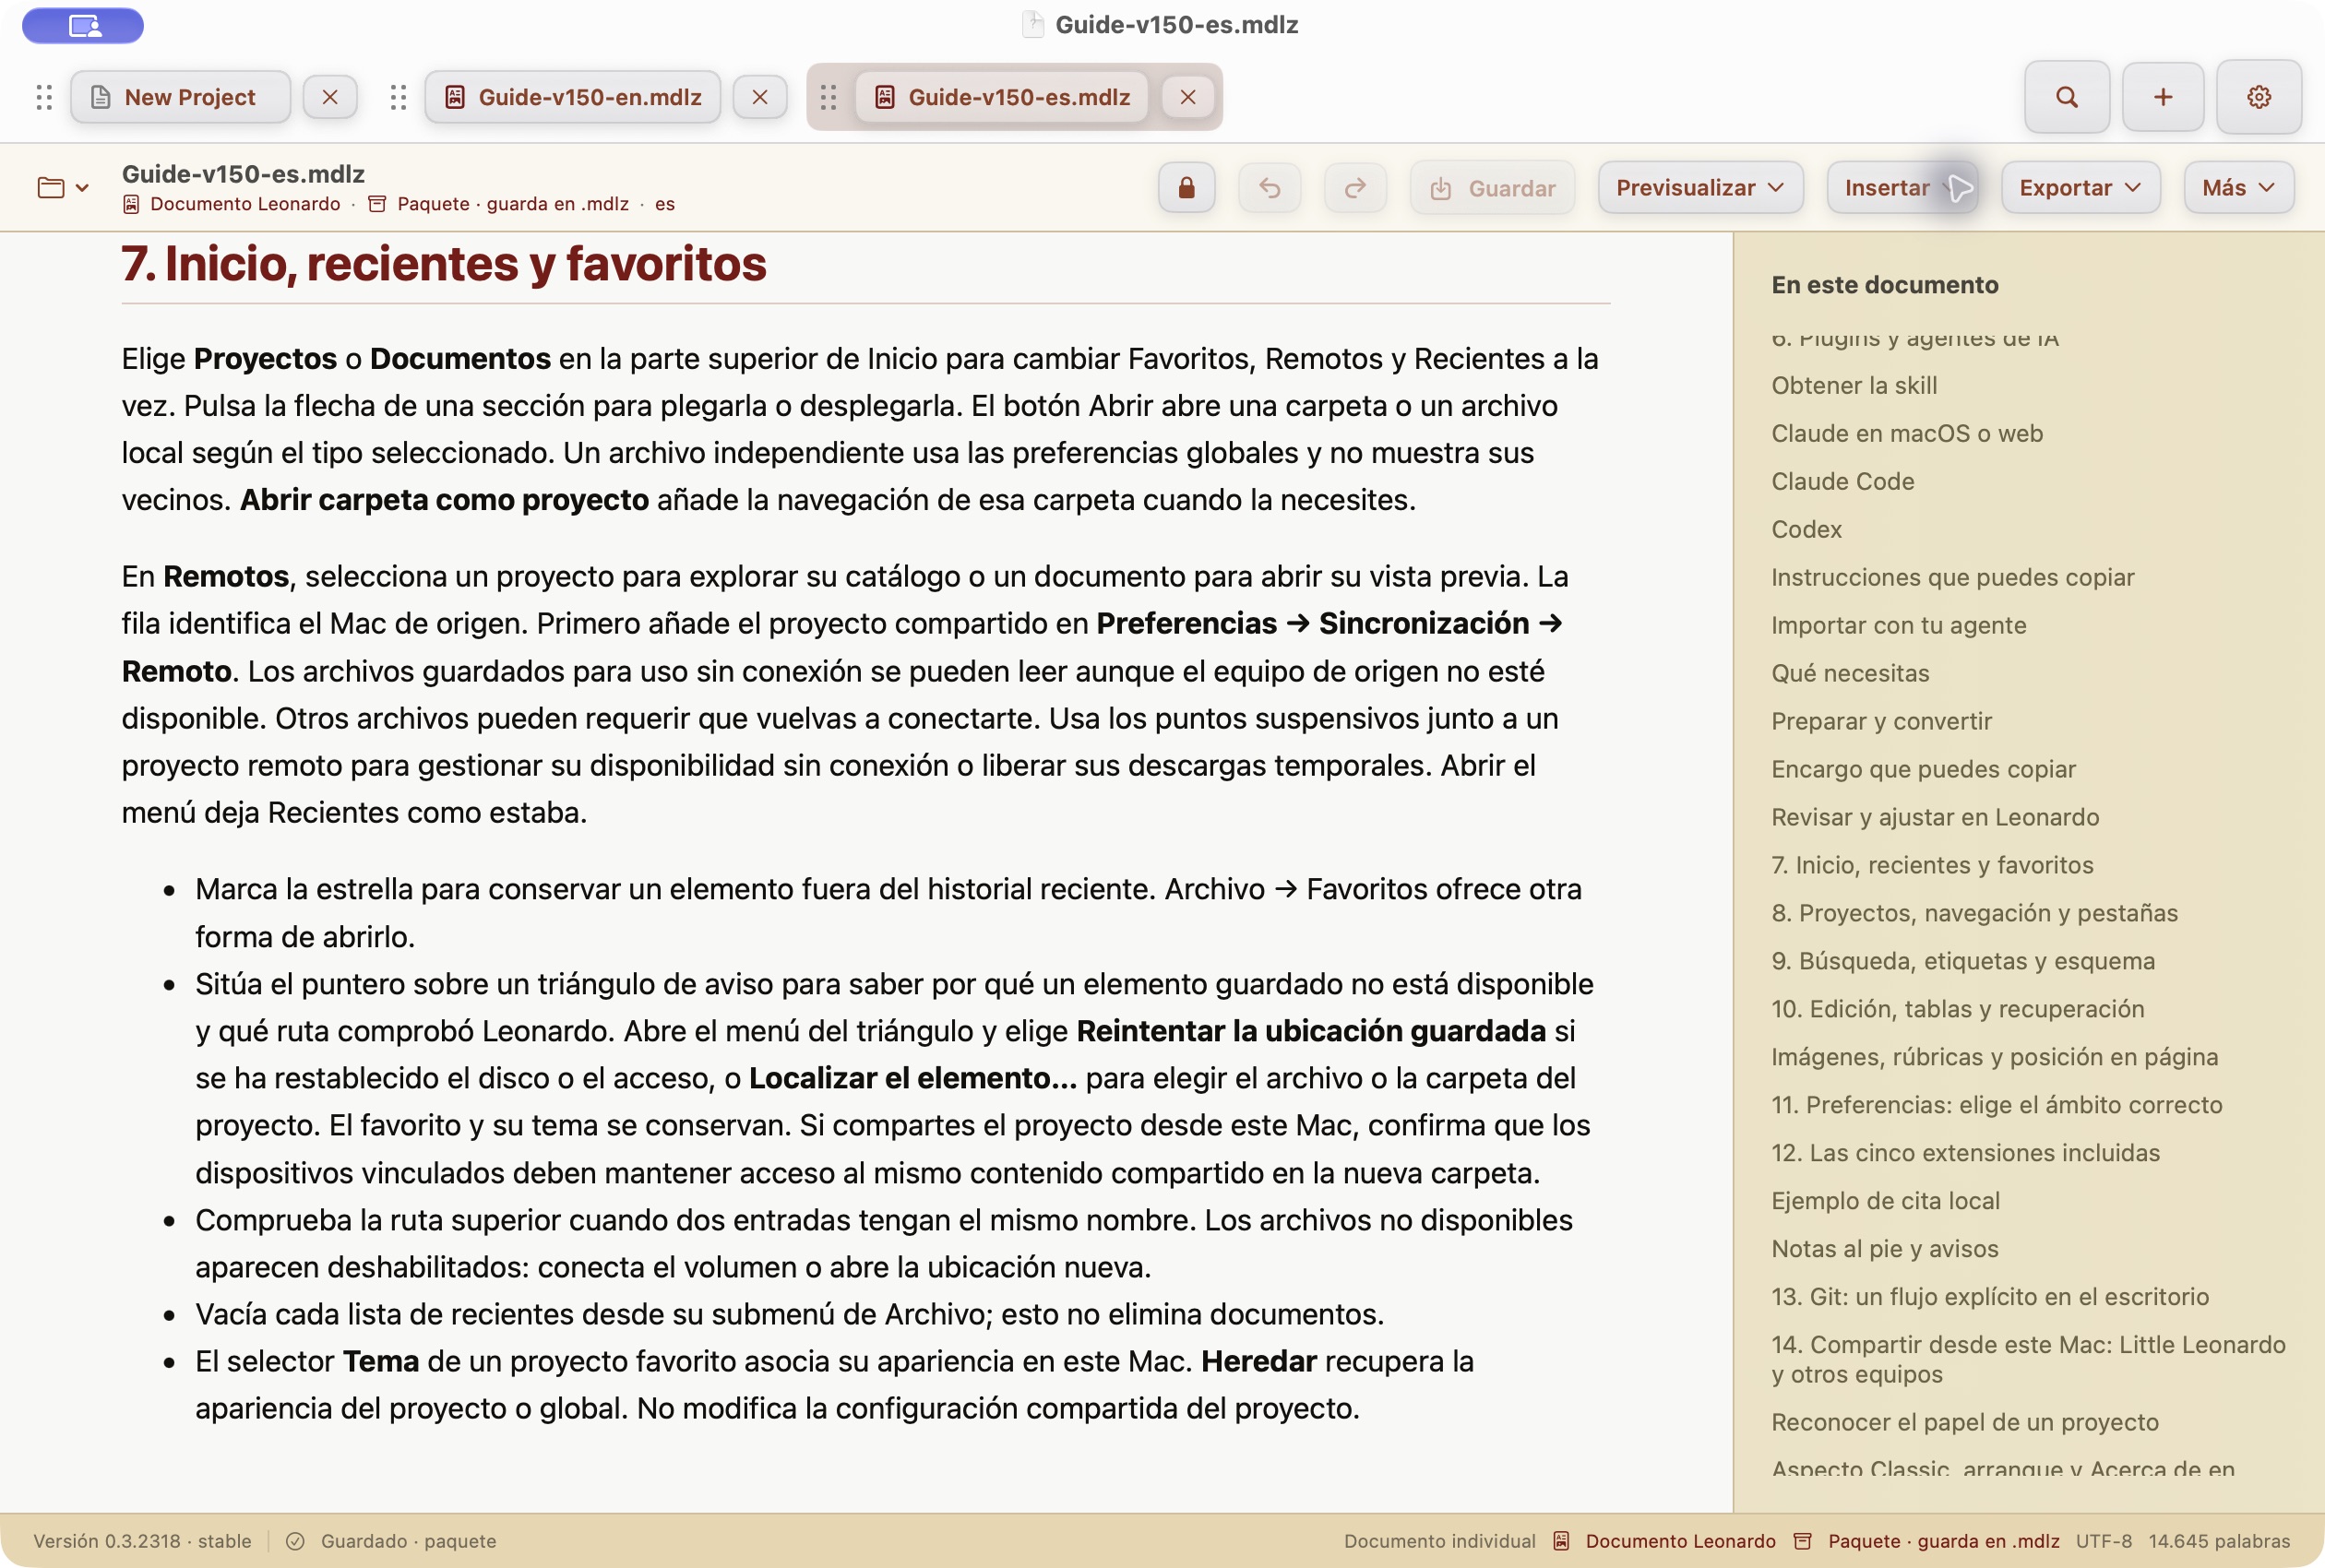 Guide-v150-es.mdlz
New Project
Guide-v150-en.mdlz
Guide-v150-es.mdlz
Guide-v150-es.mdlz
Documento Leonardo · Paquete · guarda en .mdlz · es
Guardar
Previsualizar
Insertar
Exportar
Más
7. Inicio, recientes y favoritos
Elige Proyectos o Documentos en la parte superior de Inicio para cambiar Favoritos, Remotos y Recientes a la
vez. Pulsa la flecha de una sección para plegarla o desplegarla. El botón Abrir abre una carpeta o un archivo
local según el tipo seleccionado. Un archivo independiente usa las preferencias globales y no muestra sus
vecinos. Abrir carpeta como proyecto añade la navegación de esa carpeta cuando la necesites.
En Remotos, selecciona un proyecto para explorar su catálogo o un documento para abrir su vista previa. La
fila identifica el Mac de origen. Primero añade el proyecto compartido en Preferencias → Sincronización →
Remoto. Los archivos guardados para uso sin conexión se pueden leer aunque el equipo de origen no esté
disponible. Otros archivos pueden requerir que vuelvas a conectarte. Usa los puntos suspensivos junto a un
proyecto remoto para gestionar su disponibilidad sin conexión o liberar sus descargas temporales. Abrir el
menú deja Recientes como estaba.
• Marca la estrella para conservar un elemento fuera del historial reciente. Archivo → Favoritos ofrece otra
forma de abrirlo.
• Sitúa el puntero sobre un triángulo de aviso para saber por qué un elemento guardado no está disponible
y qué ruta comprobó Leonardo. Abre el menú del triángulo y elige Reintentar la ubicación guardada si
se ha restablecido el disco o el acceso, o Localizar el elemento... para elegir el archivo o la carpeta del
proyecto. El favorito y su tema se conservan. Si compartes el proyecto desde este Mac, confirma que los
dispositivos vinculados deben mantener acceso al mismo contenido compartido en la nueva carpeta.
• Comprueba la ruta superior cuando dos entradas tengan el mismo nombre. Los archivos no disponibles
aparecen deshabilitados: conecta el volumen o abre la ubicación nueva.
• Vacía cada lista de recientes desde su submenú de Archivo; esto no elimina documentos.
• El selector Tema de un proyecto favorito asocia su apariencia en este Mac. Heredar recupera la
apariencia del proyecto o global. No modifica la configuración compartida del proyecto.
En este documento
6. Plugins y agentes de IA
Obtener la skill
Claude en macOS o web
Claude Code
Codex
Instrucciones que puedes copiar
Importar con tu agente
Qué necesitas
Preparar y convertir
Encargo que puedes copiar
Revisar y ajustar en Leonardo
7. Inicio, recientes y favoritos
8. Proyectos, navegación y pestañas
9. Búsqueda, etiquetas y esquema
10. Edición, tablas y recuperación
Imágenes, rúbricas y posición en página
11. Preferencias: elige el ámbito correcto
12. Las cinco extensiones incluidas
Ejemplo de cita local
Notas al pie y avisos
13. Git: un flujo explícito en el escritorio
14. Compartir desde este Mac: Little Leonardo
y otros equipos
Reconocer el papel de un proyecto
Aspecto Classic, arranque y Acerca de en
Versión 0.3.2318 · stable
Guardado · paquete
Documento individual
Documento Leonardo
Paquete · guarda en .mdlz
UTF-8
14.645 palabras